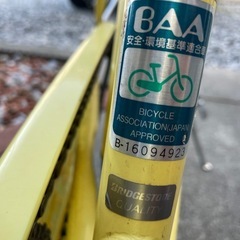 BAA
安全・環境基準適合車
BICYCLE
ASSOCIATION(JAPAN)
APPROVED
B-16094923
BRIDGESTONE
QUALITY